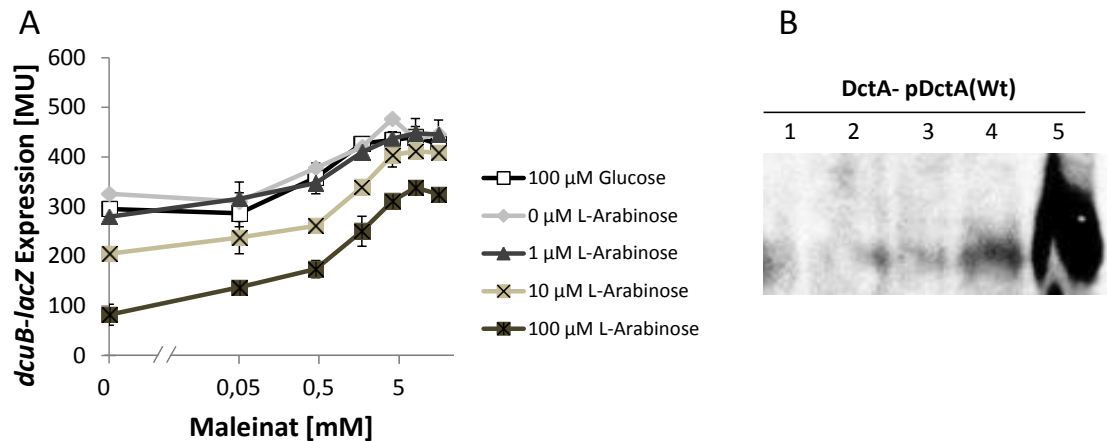 A
dcuB-lacZ Expression [MU]
600
500
400
300
200
100
0
0
0,05
0,5
5
Maleinat [mM]
100 µM Glucose
0 µM L-Arabinose
1 µM L-Arabinose
10 µM L-Arabinose
100 µM L-Arabinose
B
DctA- pDctA(Wt)
1 2 3 4 5